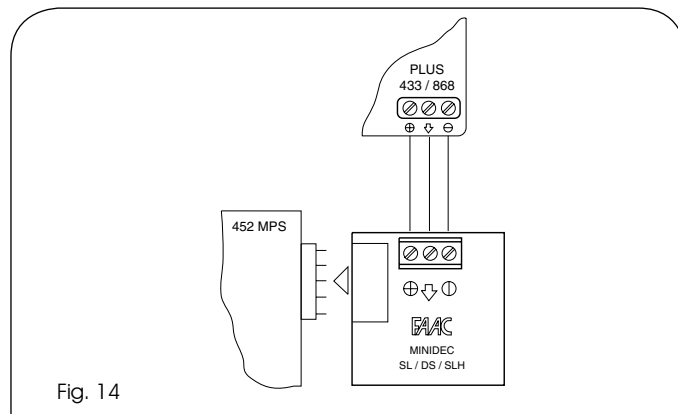 PLUS
433 / 868
452 MPS
FAAC
MINIDEC
SL / DS / SLH
Fig. 14